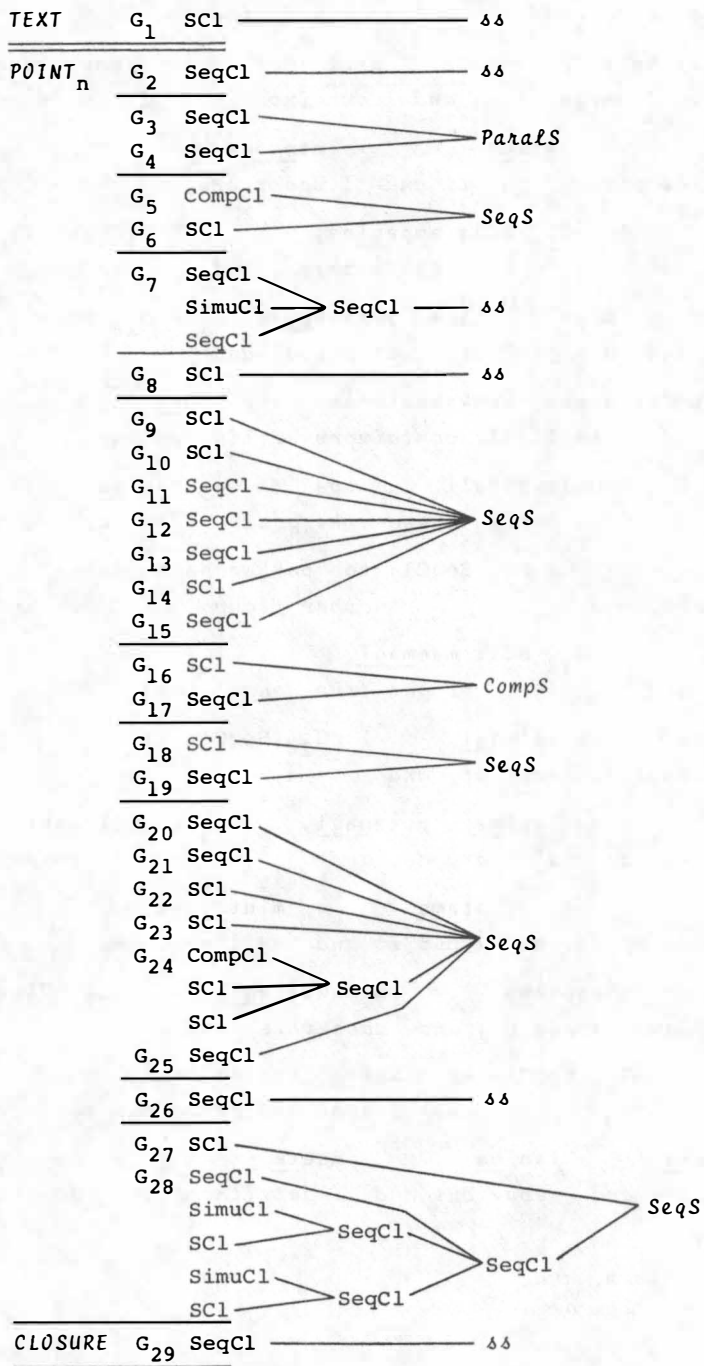 TEXT G1 SCl ss
POINTn G2 SeqCl ss
G3 SeqCl
ParalS
G4 SeqCl
G5 CompCl
SeqS
G6 SCl
G7 SeqCl
SimuCl SeqCl ss
SeqCl
G8 SCl ss
G9 SCl
G10 SCl
G11 SeqCl
G12 SeqCl SeqS
G13 SeqCl
G14 SCl
G15 SeqCl
G16 SCl
CompS
G17 SeqCl
G18 SCl
SeqS
G19 SeqCl
G20 SeqCl
G21 SeqCl
G22 SCl
G23 SCl
SeqS
G24 CompCl
SCl SeqCl
SCl
G25 SeqCl
G26 SeqCl ss
G27 SCl
G28 SeqCl
SeqS
SimuCl
SeqCl
SCl
SeqCl
SimuCl
SeqCl
SCl
CLOSURE G29 SeqCl ss